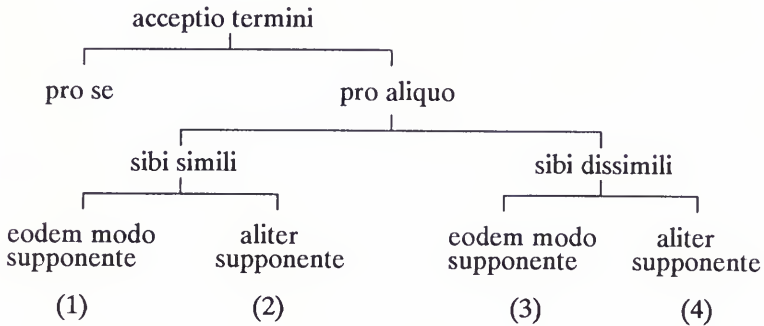 acceptio termini
pro se
pro aliquo
sibi simili
sibi dissimili
eodem modo
supponente
aliter
supponente
eodem modo
supponente
aliter
supponente
(1)
(2)
(3)
(4)